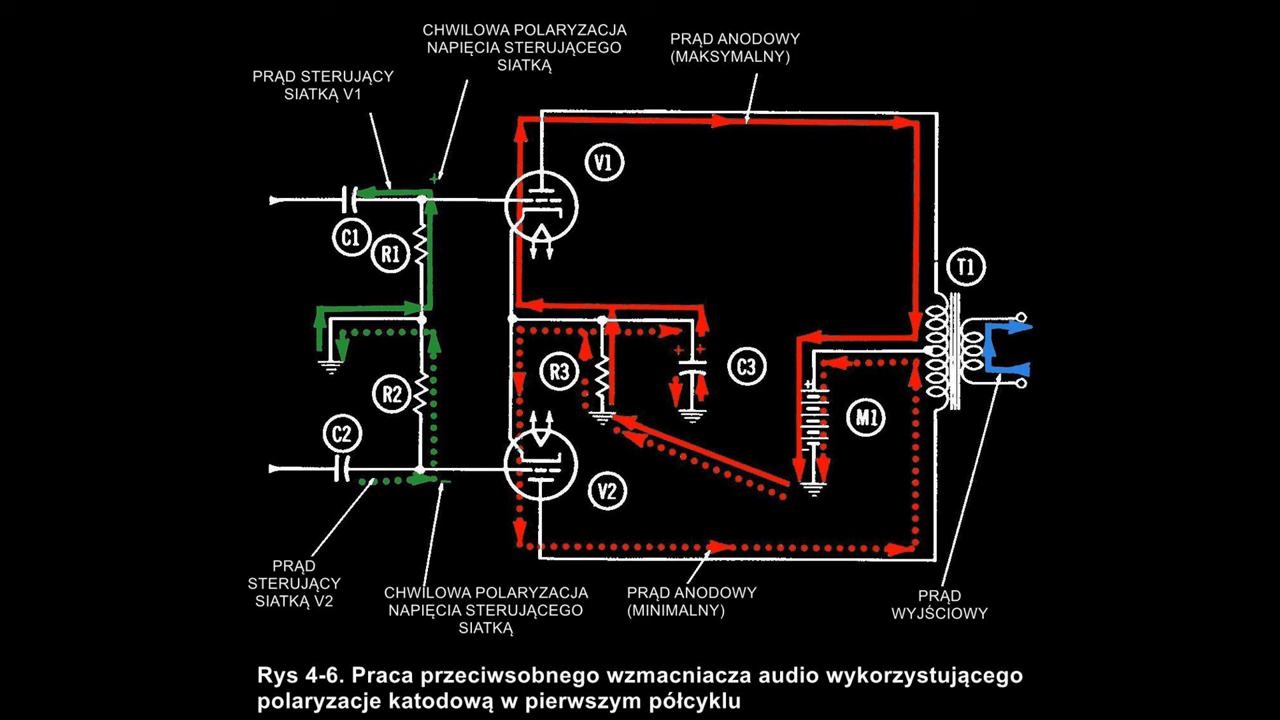 CHWILOWA POLARYZACJA
NAPIĘCIA STERUJĄCEGO
SIATKĄ
PRĄD ANODOWY
(MAKSYMALNY)
PRĄD STERUJĄCY
SIATKĄ V1
V1
+
C1
R1
T1
+
+
R3
C3
+
R2
M1
C2
-
V2
-
PRĄD
STERUJĄCY
SIATKĄ V2
CHWILOWA POLARYZACJA
NAPIĘCIA STERUJĄCEGO
SIATKĄ
PRĄD ANODOWY
(MINIMALNY)
PRĄD
WYJŚCIOWY
Rys 4-6. Praca przeciwsobnego wzmacniacza audio wykorzystującego
polaryzacje katodową w pierwszym półcyklu